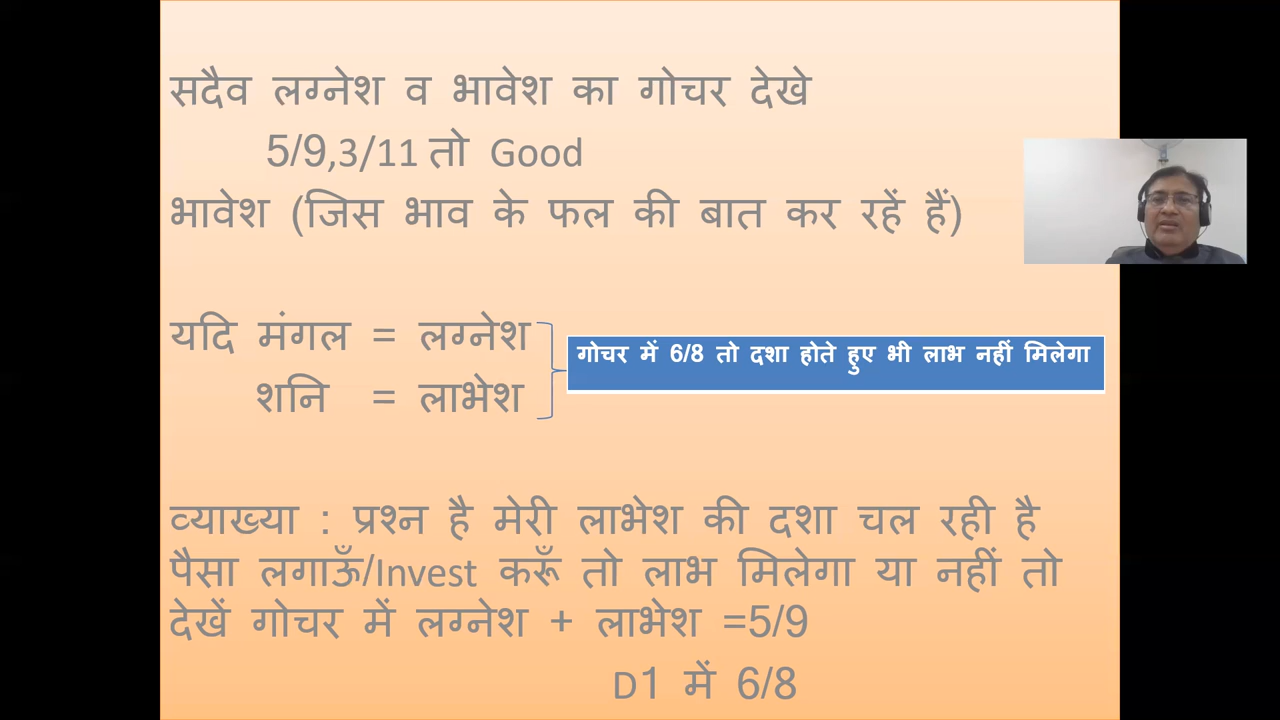 सदैव लग्नेश व भावेश का गोचर देखे
5/9,3/11 तो Good
भावेश (जिस भाव के फल की बात कर रहें हैं)
यदि मंगल = लग्नेश
गोचर में 6/8 तो दशा होते हुए भी लाभ नहीं मिलेगा
शनि = लाभेश
व्याख्या : प्रश्न है मेरी लाभेश की दशा चल रही है
पैसा लगाऊँ/Invest करूँ तो लाभ मिलेगा या नहीं तो
देखें गोचर में लग्नेश + लाभेश =5/9
D1 में 6/8